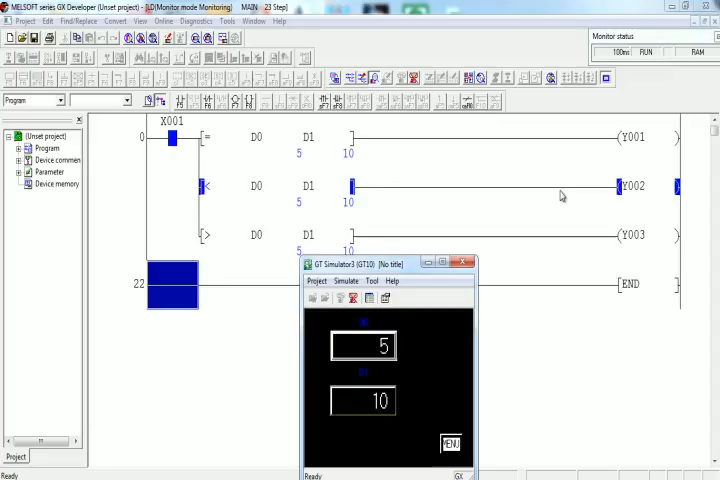 MELSOFT series GX Developer (Unset project) - [LD(Monitor mode Monitoring) MAIN 23 Step]
Project Edit Find/Replace Convert View Online Diagnostics Tools Window Help
Monitor status
100ms RUN RAM
Program
X001
0 [= D0 D1 ] (Y001 )
5 10
[< D0 D1 ] (Y002 )
5 10
[> D0 D1 ] (Y003 )
5 10
22 [END ]
(Unset project)
Program
Device commen
Parameter
Device memory
GT Simulator3 (GT10) [No title]
Project Simulate Tool Help
5
10
MENU
Ready GX
Project
Ready